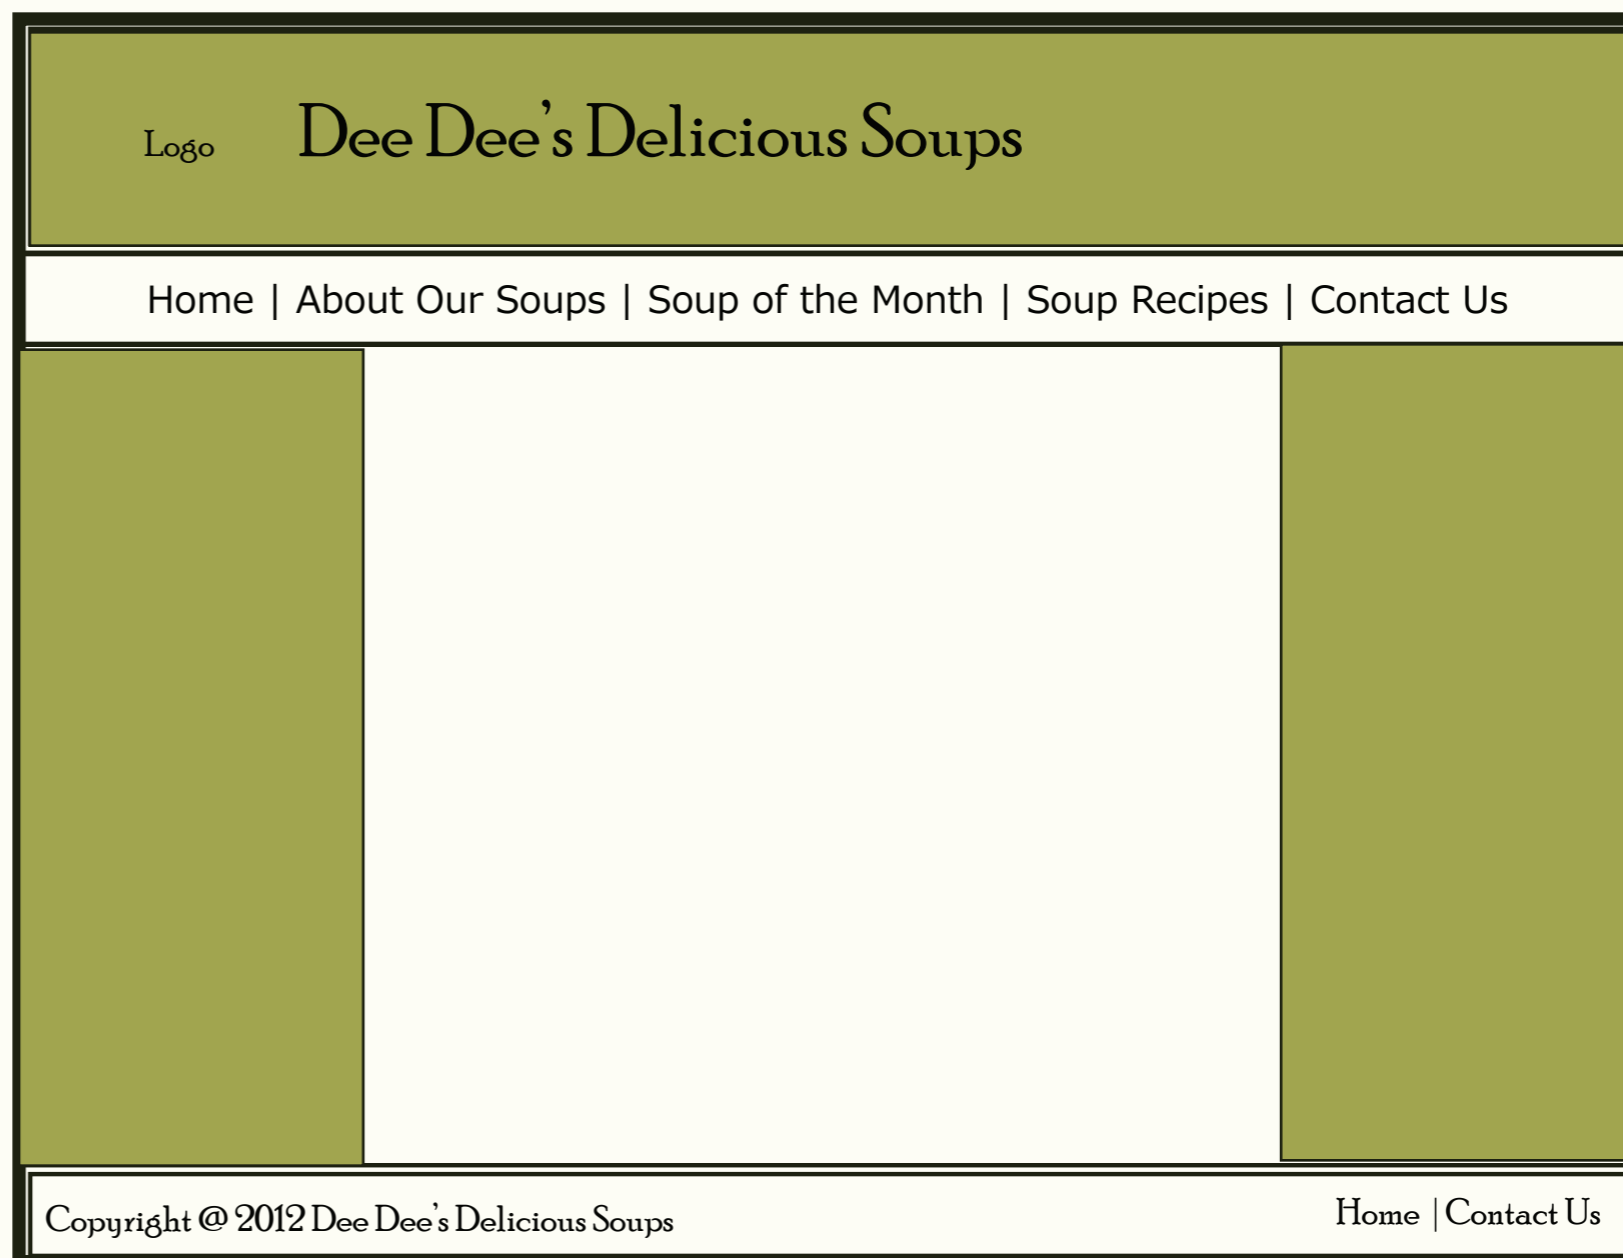 Logo
Dee Dee’s Delicious Soups
Home | About Our Soups | Soup of the Month | Soup Recipes | Contact Us
Copyright @ 2012 Dee Dee’s Delicious Soups
Home | Contact Us